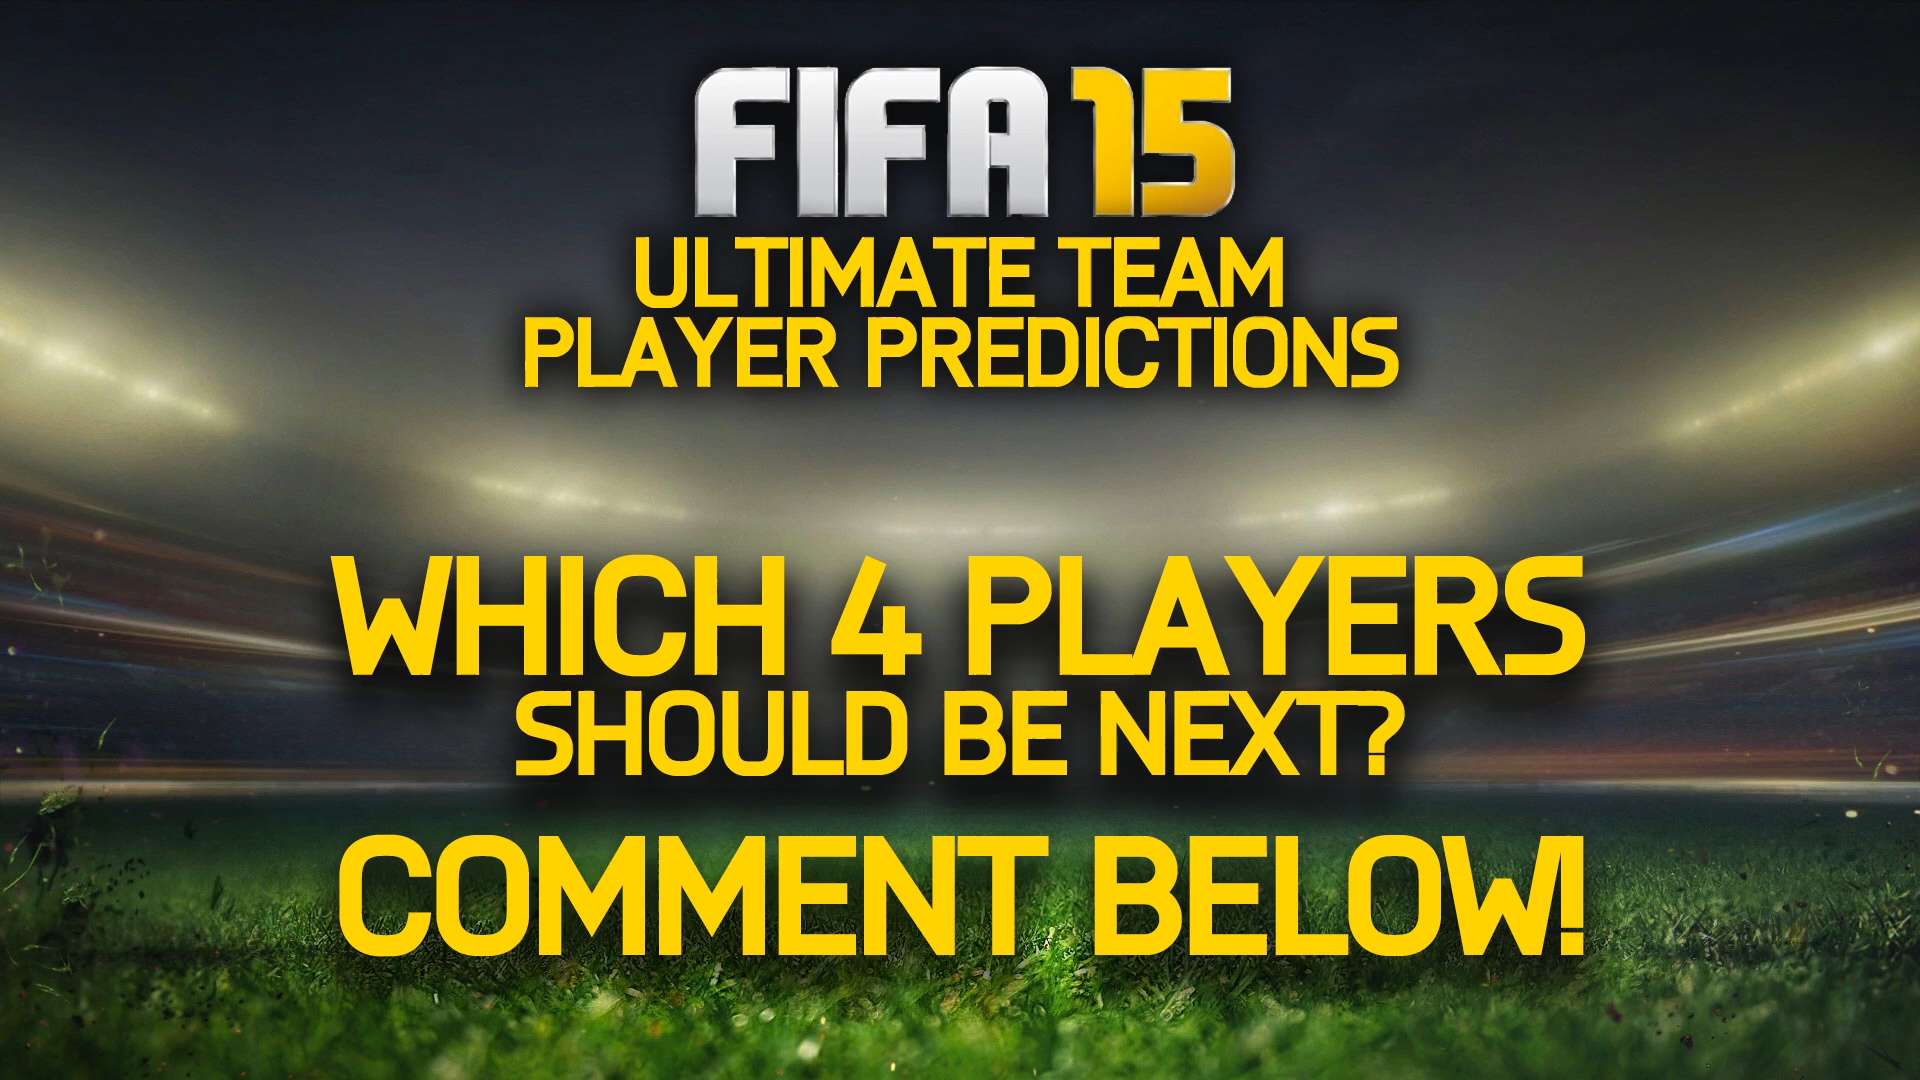 FIFA 15
ULTIMATE TEAM
PLAYER PREDICTIONS
WHICH 4 PLAYERS
SHOULD BE NEXT?
COMMENT BELOW!